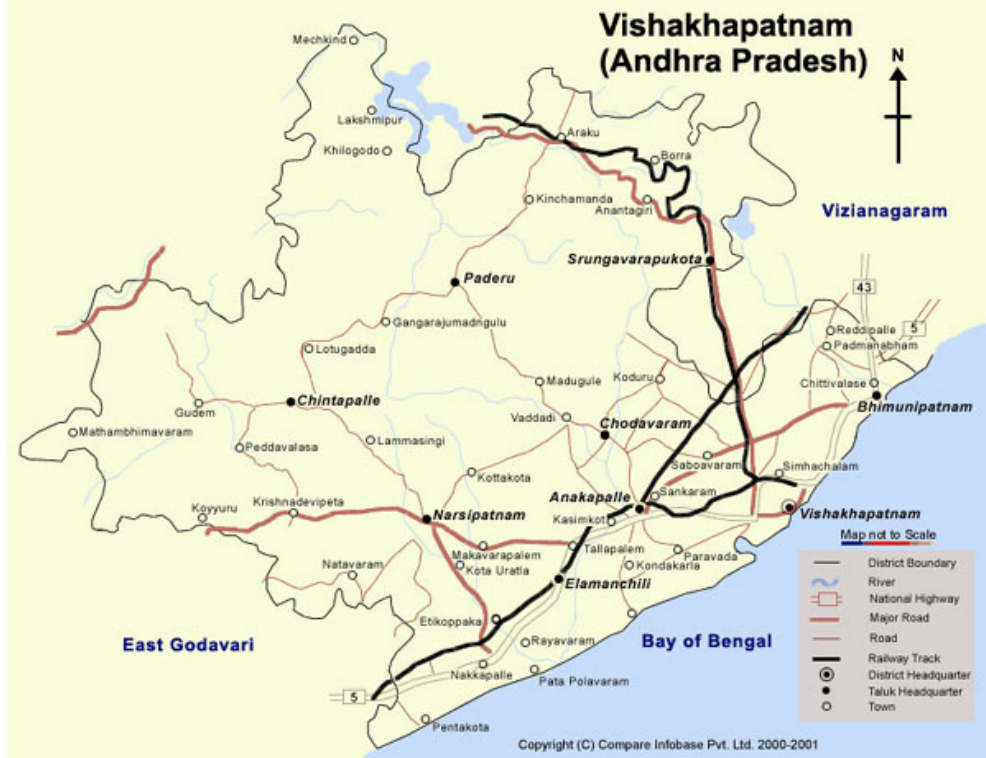 Vishakhapatnam
(Andhra Pradesh)
N
Mechkind
Lakshmipur
Khilogodo
Araku
Borra
Kinchamanda
Anantagiri
Vizianagaram
Srungavarapukota
Paderu
43
Gangarajumadngulu
Reddipalle
5
Padmanabham
Lotugadda
Madugule
Koduru
Chittivalase
Bhimunipatnam
Gudem
Chintapalle
Vaddadi
Chodavaram
Mathambhimavaram
Peddavalasa
Lammasingi
Saboavaram
Simhachalam
Kottakota
Anakapalle
Sankaram
Koyyuru
Krishnadevipeta
Narsipatnam
Kasimkot
Vishakhapatnam
Map not to Scale
Makavarapalem
Tallapalem
Paravada
Natavaram
Kota Uratla
Kondakarla
Elamanchili
Etikoppaka
East Godavari
Rayavaram
Bay of Bengal
Nakkapalle
Pata Polavaram
5
Pentakota
District Boundary
River
National Highway
Major Road
Road
Railway Track
District Headquarter
Taluk Headquarter
Town
Copyright (C) Compare Infobase Pvt. Ltd. 2000-2001